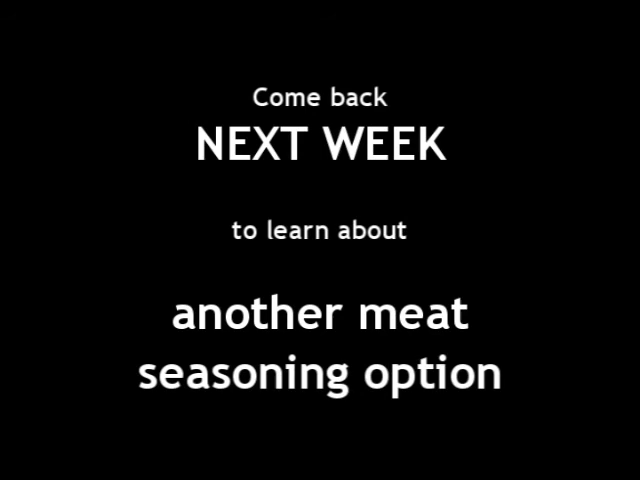 Come back
NEXT WEEK
to learn about
another meat
seasoning option